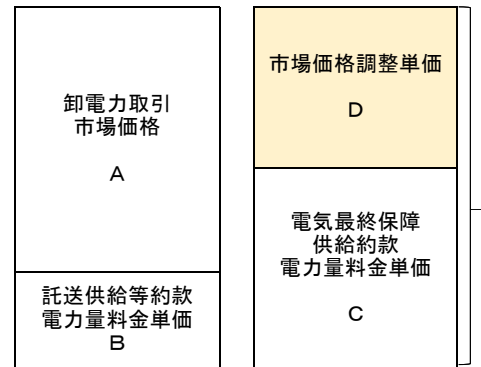 卸電力取引
市場価格
A
託送供給等約款
電力量料金単価
B
市場価格調整単価
D
電気最終保障
供給約款
電力量料金単価
C